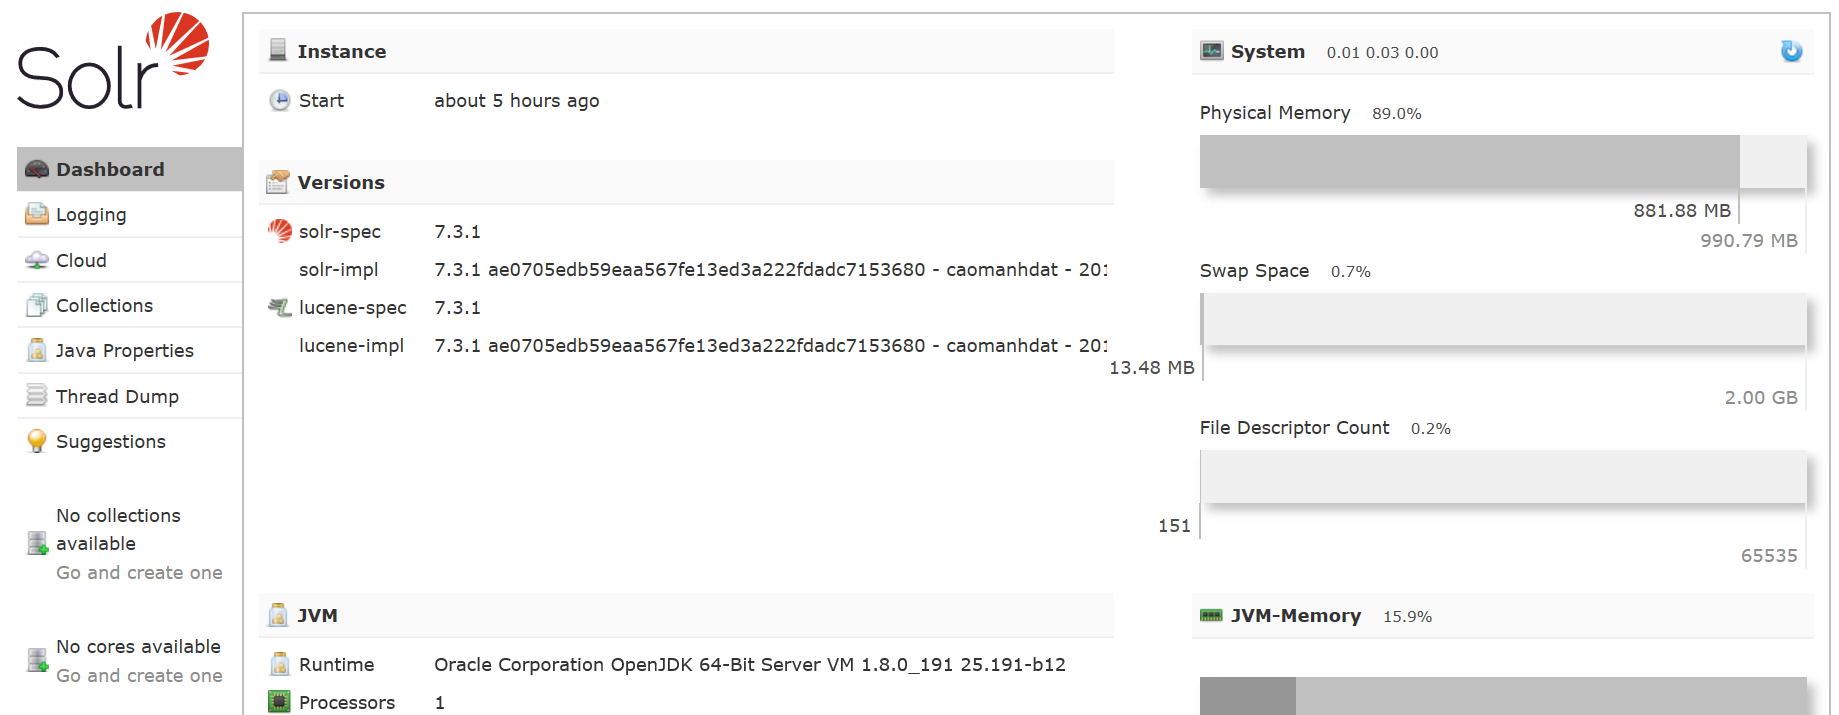 Solr
Dashboard
Logging
Cloud
Collections
Java Properties
Thread Dump
Suggestions
No collections
available
Go and create one
No cores available
Go and create one
Instance
Start about 5 hours ago
Versions
solr-spec 7.3.1
solr-impl 7.3.1 ae0705edb59eaa567fe13ed3a222fdadc7153680 - caomanhdat - 201
lucene-spec 7.3.1
lucene-impl 7.3.1 ae0705edb59eaa567fe13ed3a222fdadc7153680 - caomanhdat - 201
JVM
Runtime Oracle Corporation OpenJDK 64-Bit Server VM 1.8.0_191 25.191-b12
Processors 1
System 0.01 0.03 0.00
Physical Memory 89.0%
881.88 MB
990.79 MB
Swap Space 0.7%
13.48 MB
2.00 GB
File Descriptor Count 0.2%
151
65535
JVM-Memory 15.9%